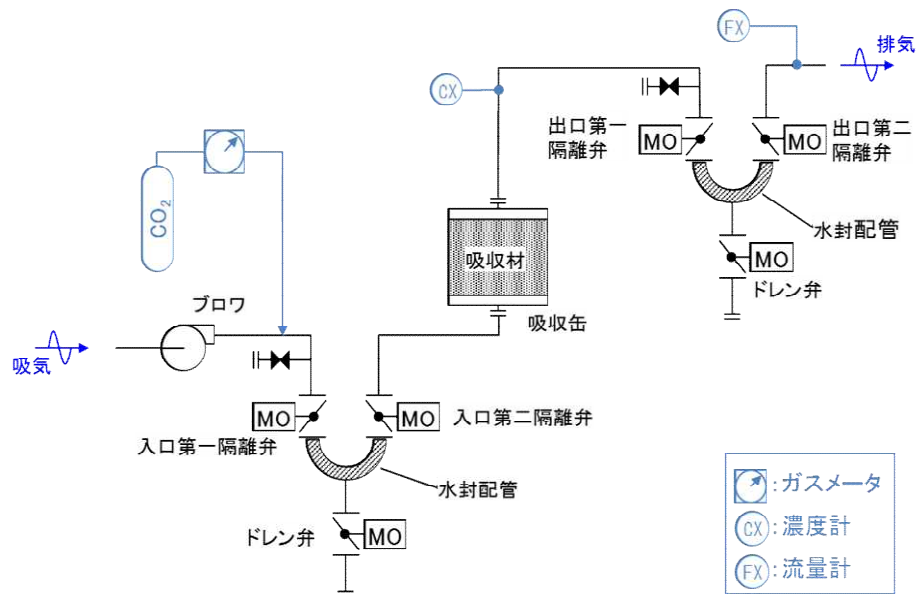 FX
排気
CX
出口第一
隔離弁
MO
MO
出口第二
隔離弁
水封配管
MO
ドレン弁
CO₂
吸収材
吸収缶
ブロワ
吸気
MO
MO
入口第一隔離弁
入口第二隔離弁
水封配管
ドレン弁
MO
:ガスメータ
CX
:濃度計
FX
:流量計